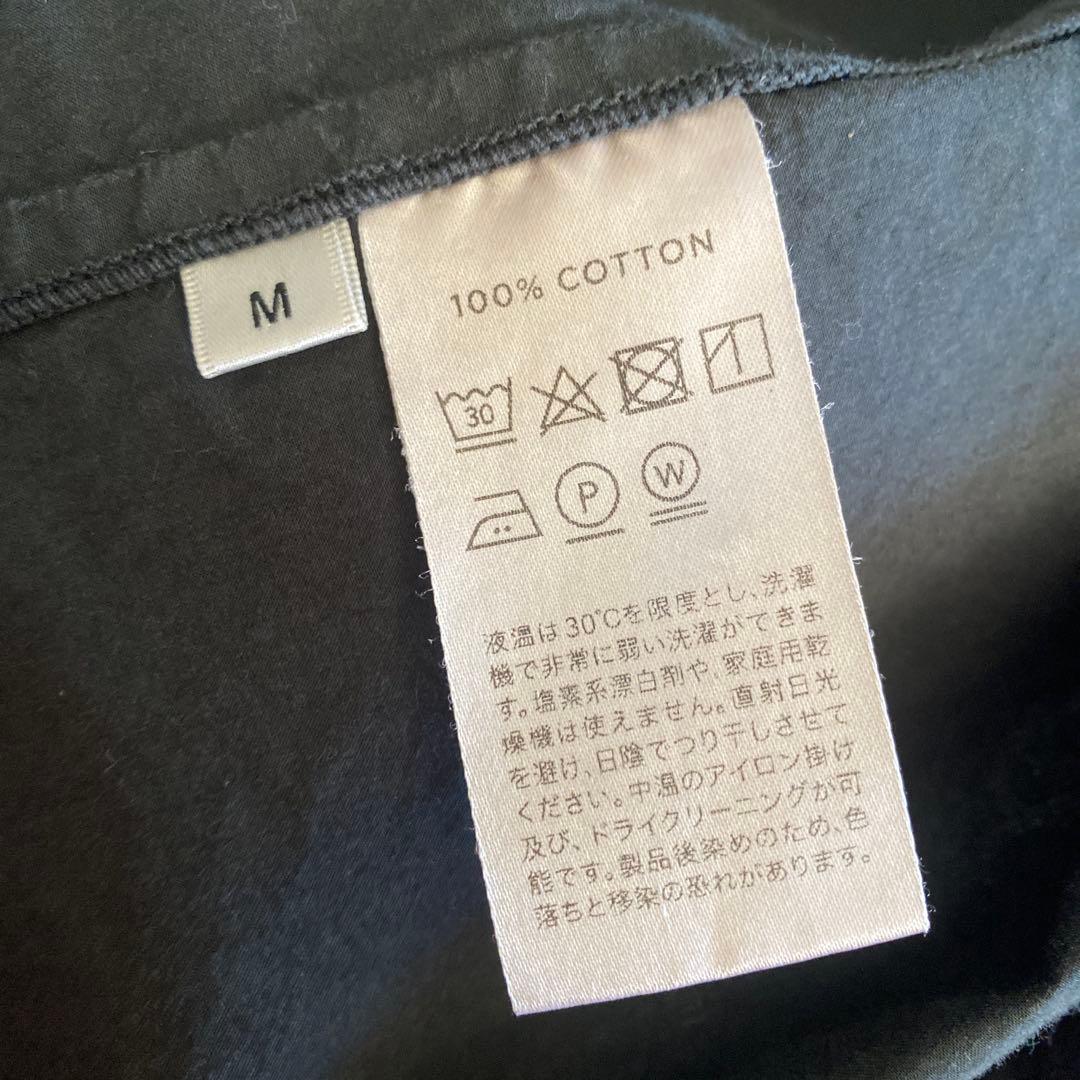 M
100% COTTON
30
P
W
液温は30℃を限度とし、洗濯
機で非常に弱い洗濯ができま
す。塩素系漂白剤や、家庭用乾
燥機は使えません。直射日光
を避け、日陰でつり干しさせて
ください。中温のアイロン掛け
及び、ドライクリーニングが可
能です。製品後染めのため、色
落ちと移染の恐れがあります。